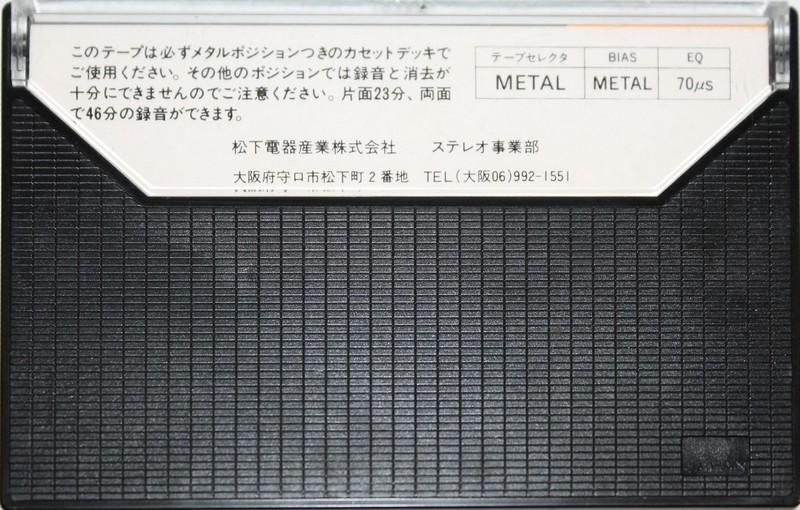 このテープは必ずメタルポジションつきのカセットデッキで
ご使用ください。その他のポジションでは録音と消去が
十分にできませんのでご注意ください。片面23分、両面
で46分の録音ができます。
テープセレクタ BIAS EQ
METAL METAL 70μs
松下電器産業株式会社 ステレオ事業部
大阪府守口市松下町2番地 TEL(大阪06)992-1551